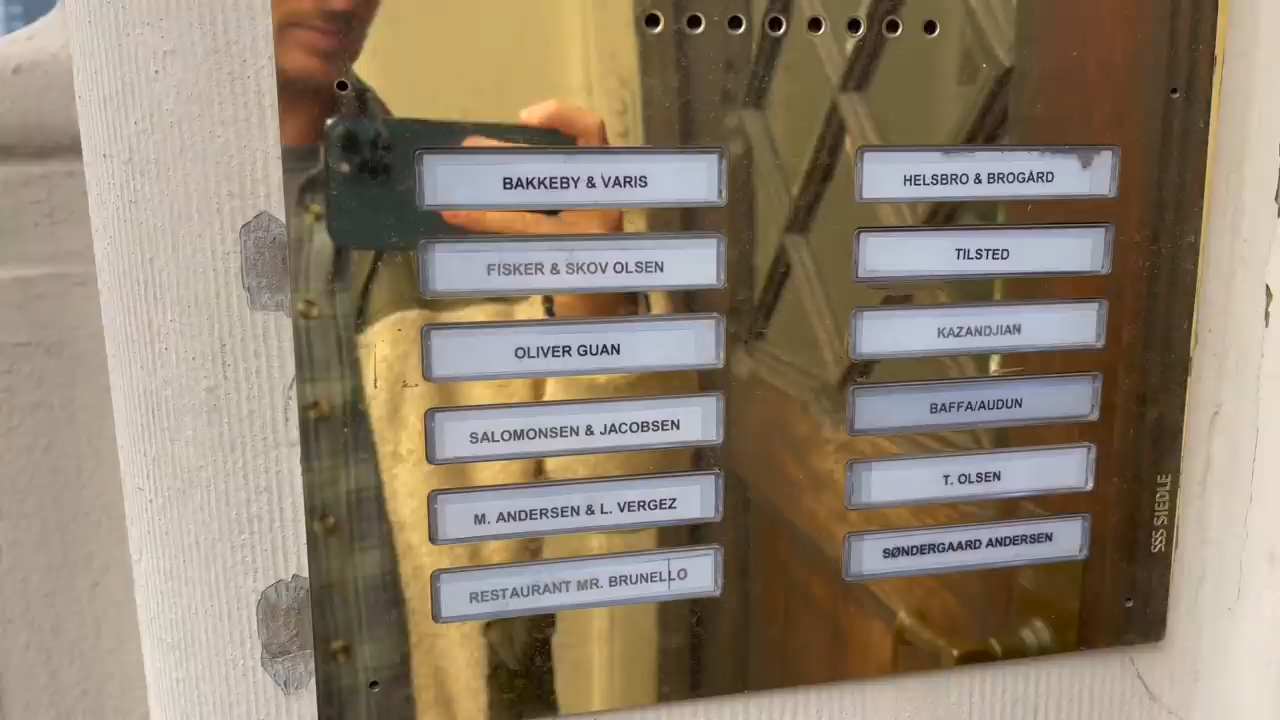 BAKKEBY & VARIS
FISKER & SKOV OLSEN
OLIVER GUAN
SALOMONSEN & JACOBSEN
M. ANDERSEN & L. VERGEZ
RESTAURANT MR. BRUNELLO
HELSBRO & BROGÅRD
TILSTED
KAZANDJIAN
BAFFA/AUDUN
T. OLSEN
SØNDERGAARD ANDERSEN
SSS SIEDLE